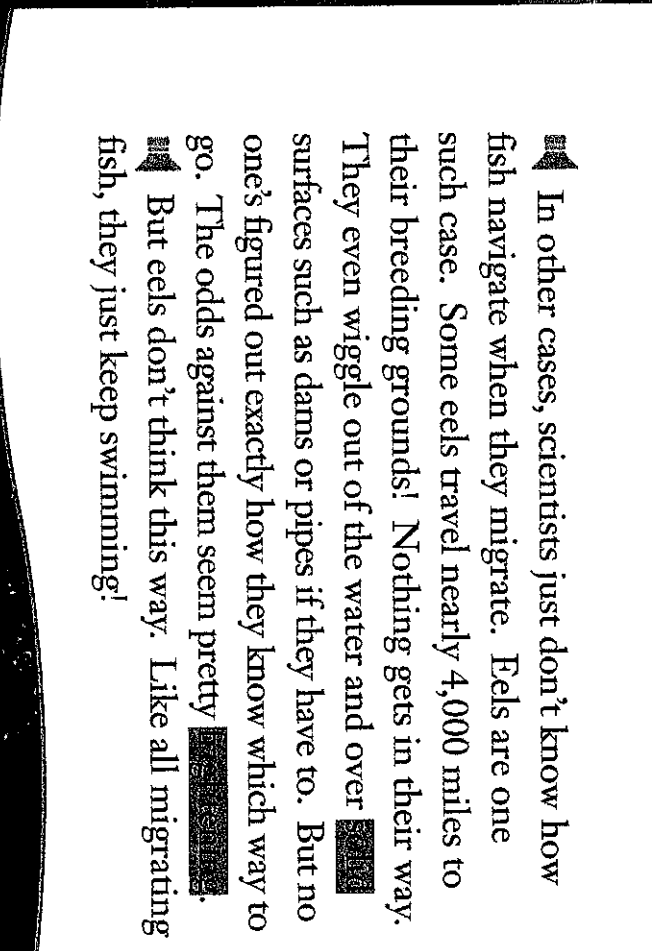 In other cases, scientists just don't know how
fish navigate when they migrate. Eels are one
such case. Some eels travel nearly 4,000 miles to
their breeding grounds! Nothing gets in their way.
They even wiggle out of the water and over solid
surfaces such as dams or pipes if they have to. But no
one's figured out exactly how they know which way to
go. The odds against them seem pretty .
But eels don't think this way. Like all migrating
fish, they just keep swimming!